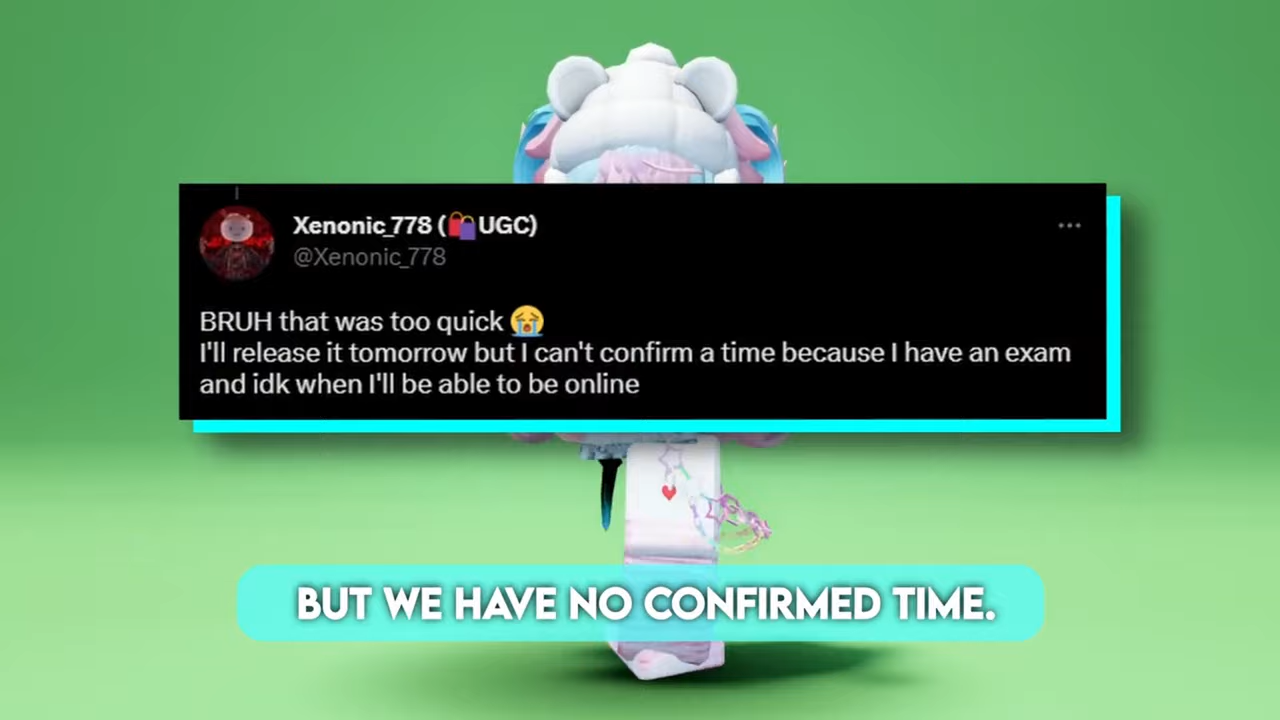 Xenonic_778 (🛍️UGC)
@Xenonic_778
BRUH that was too quick 😭
I'll release it tomorrow but I can't confirm a time because I have an exam
and idk when I'll be able to be online
BUT WE HAVE NO CONFIRMED TIME.